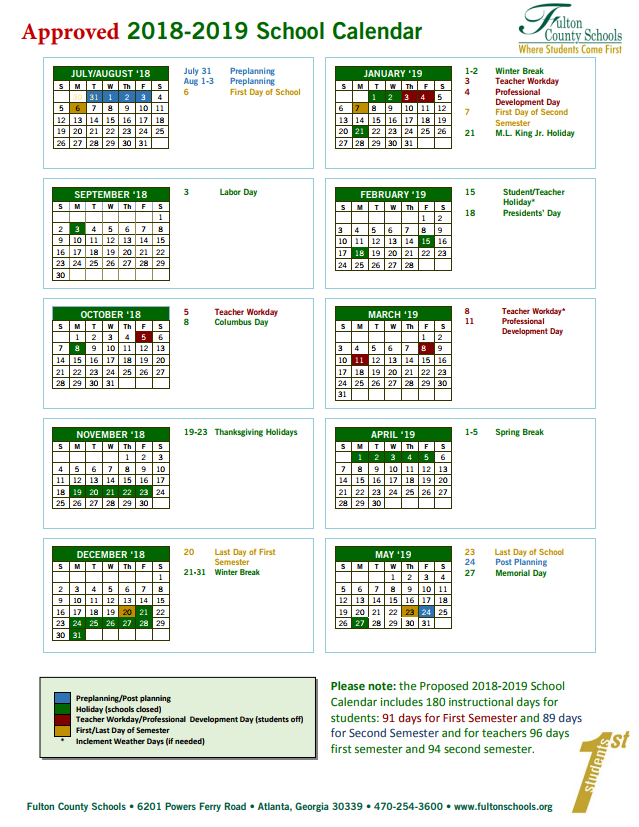 Approved 2018-2019 School Calendar
Fulton
County Schools
Where Students Come First
JULY/AUGUST '18
S M T W Th F S
30 31 1 2 3 4
5 6 7 8 9 10 11
12 13 14 15 16 17 18
19 20 21 22 23 24 25
26 27 28 29 30 31
July 31 Preplanning
Aug 1-3 Preplanning
6 First Day of School
JANUARY '19
S M T W Th F S
1 2 3 4 5
6 7 8 9 10 11 12
13 14 15 16 17 18 19
20 21 22 23 24 25 26
27 28 29 30 31
1-2 Winter Break
3 Teacher Workday
4 Professional
Development Day
7 First Day of Second
Semester
21 M.L. King Jr. Holiday
SEPTEMBER '18
S M T W Th F S
1
2 3 4 5 6 7 8
9 10 11 12 13 14 15
16 17 18 19 20 21 22
23 24 25 26 27 28 29
30
3 Labor Day
FEBRUARY '19
S M T W Th F S
1 2
3 4 5 6 7 8 9
10 11 12 13 14 15 16
17 18 19 20 21 22 23
24 25 26 27 28
15 Student/Teacher
Holiday*
18 Presidents' Day
OCTOBER '18
S M T W Th F S
1 2 3 4 5 6
7 8 9 10 11 12 13
14 15 16 17 18 19 20
21 22 23 24 25 26 27
28 29 30 31
5 Teacher Workday
8 Columbus Day
MARCH '19
S M T W Th F S
1 2
3 4 5 6 7 8 9
10 11 12 13 14 15 16
17 18 19 20 21 22 23
24 25 26 27 28 29 30
31
8 Teacher Workday*
11 Professional
Development Day
NOVEMBER '18
S M T W Th F S
1 2 3
4 5 6 7 8 9 10
11 12 13 14 15 16 17
18 19 20 21 22 23 24
25 26 27 28 29 30
19-23 Thanksgiving Holidays
APRIL '19
S M T W Th F S
1 2 3 4 5 6
7 8 9 10 11 12 13
14 15 16 17 18 19 20
21 22 23 24 25 26 27
28 29 30
1-5 Spring Break
DECEMBER '18
S M T W Th F S
1
2 3 4 5 6 7 8
9 10 11 12 13 14 15
16 17 18 19 20 21 22
23 24 25 26 27 28 29
30 31
20 Last Day of First
Semester
21-31 Winter Break
MAY '19
S M T W Th F S
1 2 3 4
5 6 7 8 9 10 11
12 13 14 15 16 17 18
19 20 21 22 23 24 25
26 27 28 29 30 31
23 Last Day of School
24 Post Planning
27 Memorial Day
Preplanning/Post planning
Holiday (schools closed)
Teacher Workday/Professional Development Day (students off)
First/Last Day of Semester
* Inclement Weather Days (if needed)
Please note: the Proposed 2018-2019 School
Calendar includes 180 instructional days for
students: 91 days for First Semester and 89 days
for Second Semester and for teachers 96 days
first semester and 94 second semester.
students 1st
Fulton County Schools • 6201 Powers Ferry Road • Atlanta, Georgia 30339 • 470-254-3600 • www.fultonschools.org